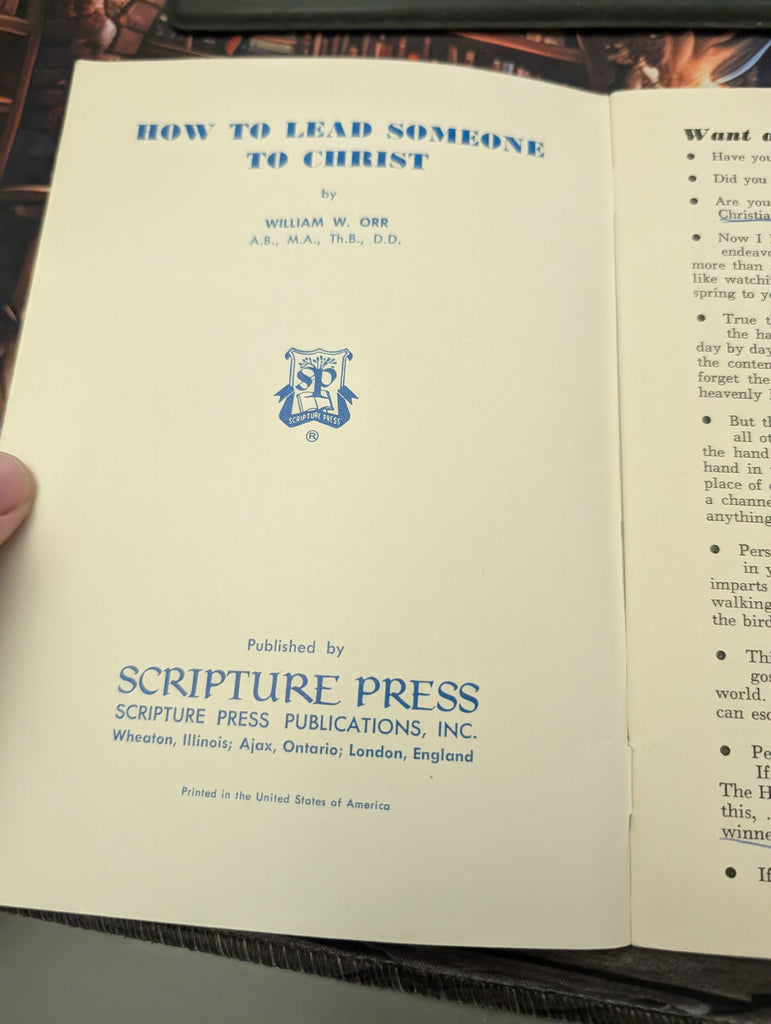 HOW TO LEAD SOMEONE
TO CHRIST
by
WILLIAM W. ORR
A.B., M.A., Th.B., D.D.
SP
SCRIPTURE PRESS
®
Published by
SCRIPTURE PRESS
SCRIPTURE PRESS PUBLICATIONS, INC.
Wheaton, Illinois; Ajax, Ontario; London, England
Printed in the United States of America
Want
• Have you
• Did you
• Are you
Christia
• Now I
endeavo
more than
like watchi
spring to
• True
the
day by day
the conten
forget the
heavenly
• But
all
the hand
hand in
place of
a channe
anything
• Pers
in
imparts
walking
the bird
• Thi
gos
world.
can esc
• Pe
If
The H
this, .
winne
• If